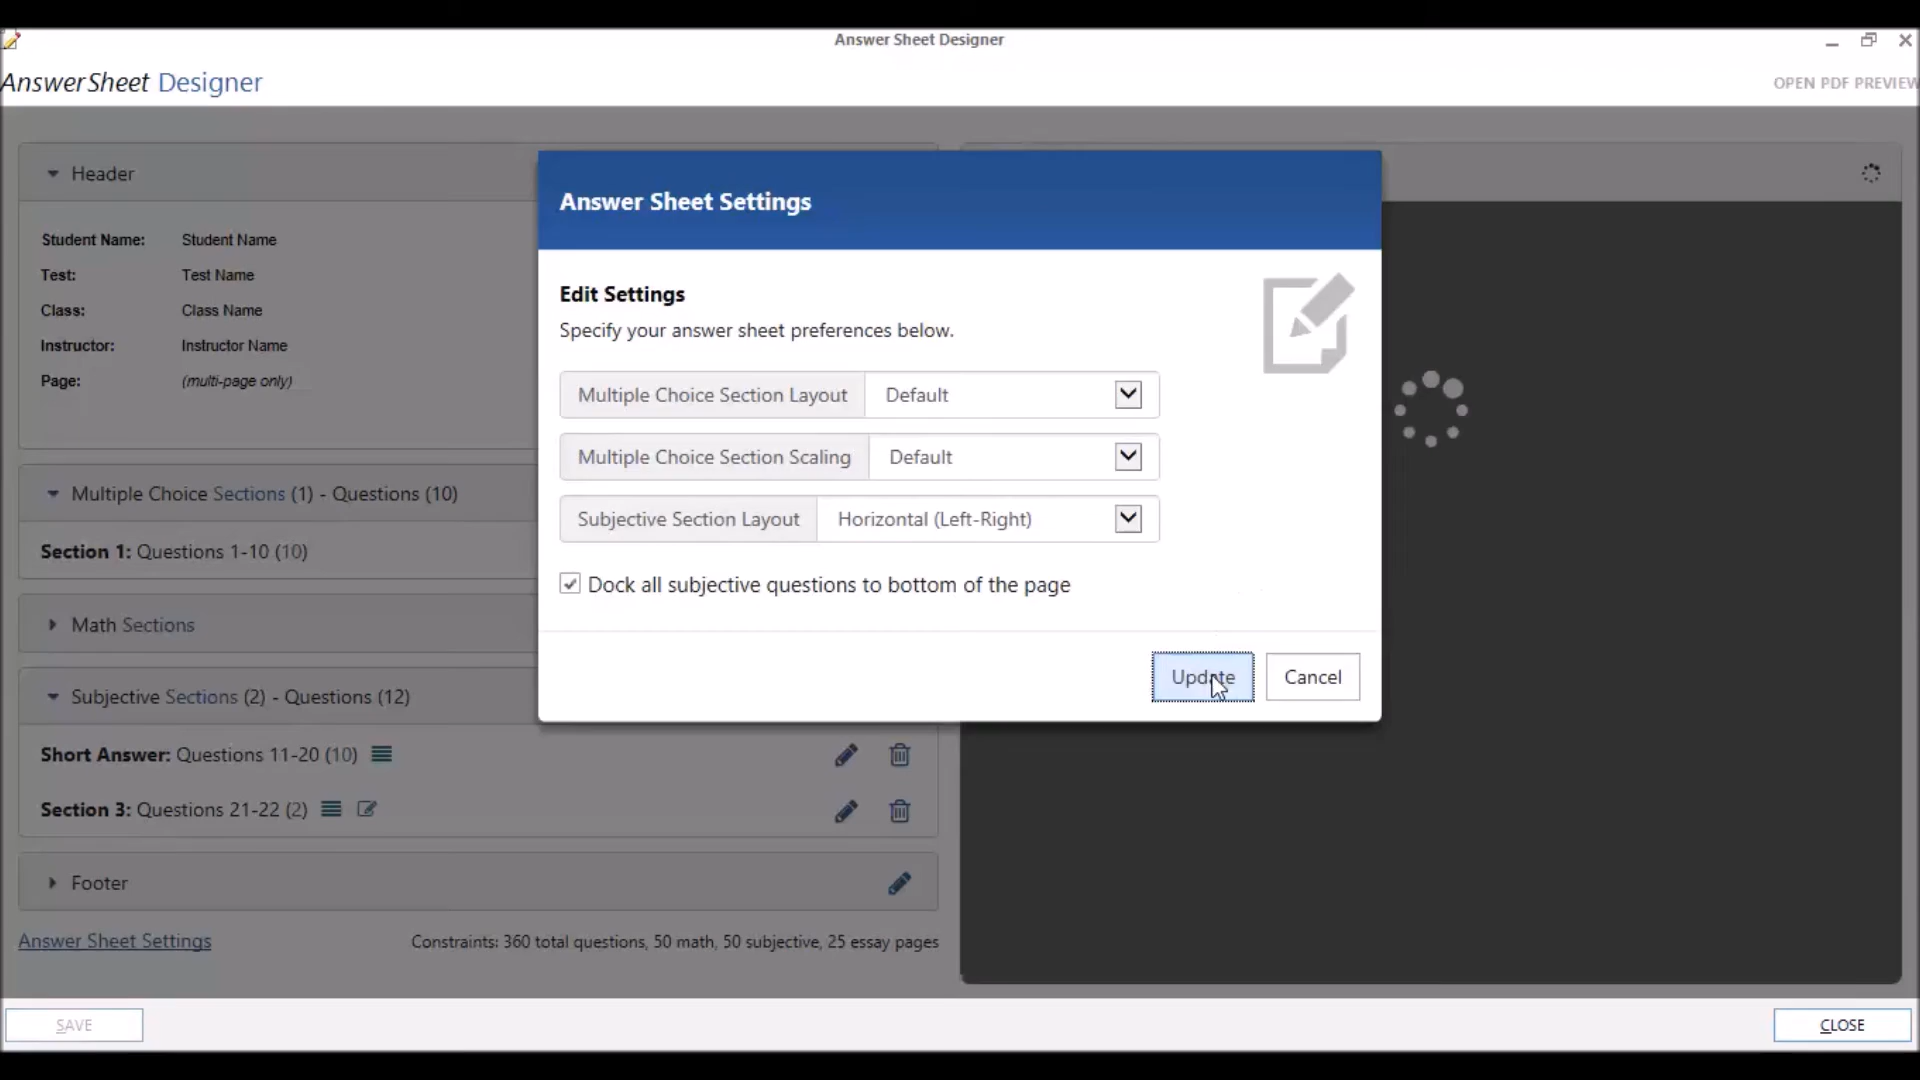 Answer Sheet Designer
AnswerSheet Designer
OPEN PDF PREVIEW
Header
Student Name: Student Name
Test: Test Name
Class: Class Name
Instructor: Instructor Name
Page: (multi-page only)
Multiple Choice Sections (1) - Questions (10)
Section 1: Questions 1-10 (10)
Math Sections
Subjective Sections (2) - Questions (12)
Short Answer: Questions 11-20 (10)
Section 3: Questions 21-22 (2)
Footer
Answer Sheet Settings
Constraints: 360 total questions, 50 math, 50 subjective, 25 essay pages
Answer Sheet Settings
Edit Settings
Specify your answer sheet preferences below.
Multiple Choice Section Layout Default
Multiple Choice Section Scaling Default
Subjective Section Layout Horizontal (Left-Right)
Dock all subjective questions to bottom of the page
Update Cancel
SAVE
CLOSE